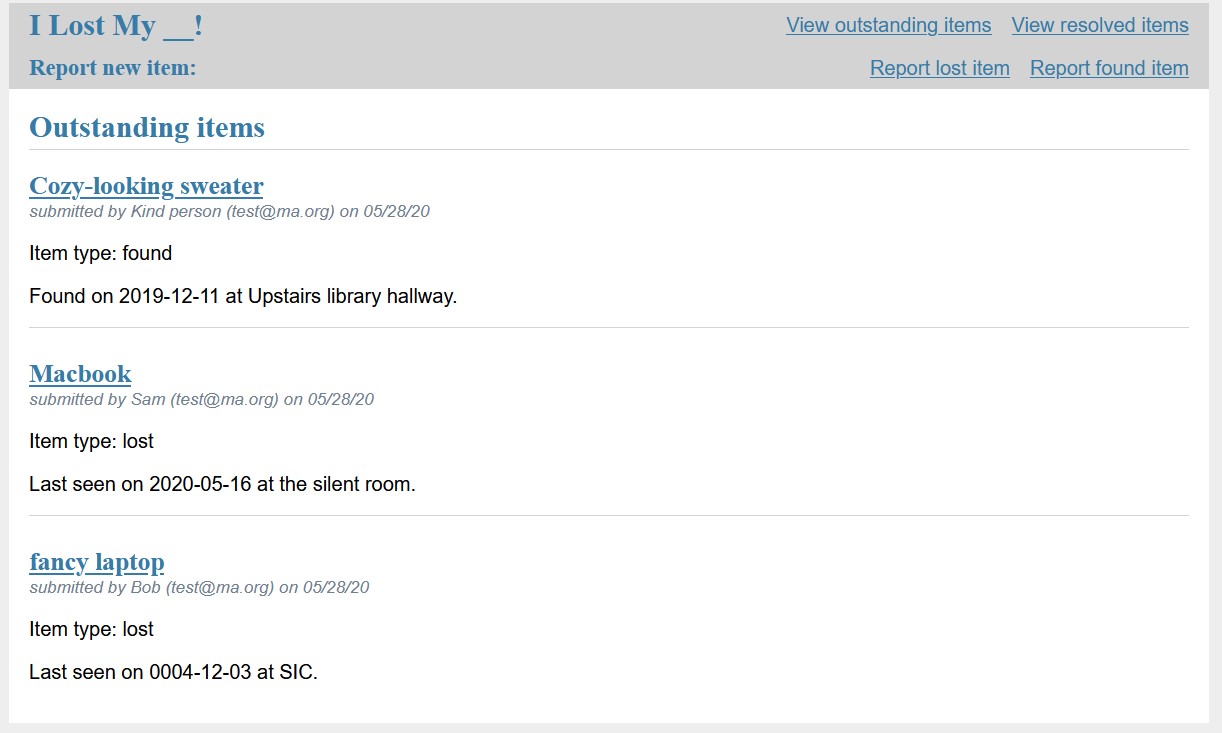 I Lost My __!
View outstanding items View resolved items
Report new item:
Report lost item Report found item
Outstanding items
Cozy-looking sweater
submitted by Kind person (test@ma.org) on 05/28/20
Item type: found
Found on 2019-12-11 at Upstairs library hallway.
Macbook
submitted by Sam (test@ma.org) on 05/28/20
Item type: lost
Last seen on 2020-05-16 at the silent room.
fancy laptop
submitted by Bob (test@ma.org) on 05/28/20
Item type: lost
Last seen on 0004-12-03 at SIC.